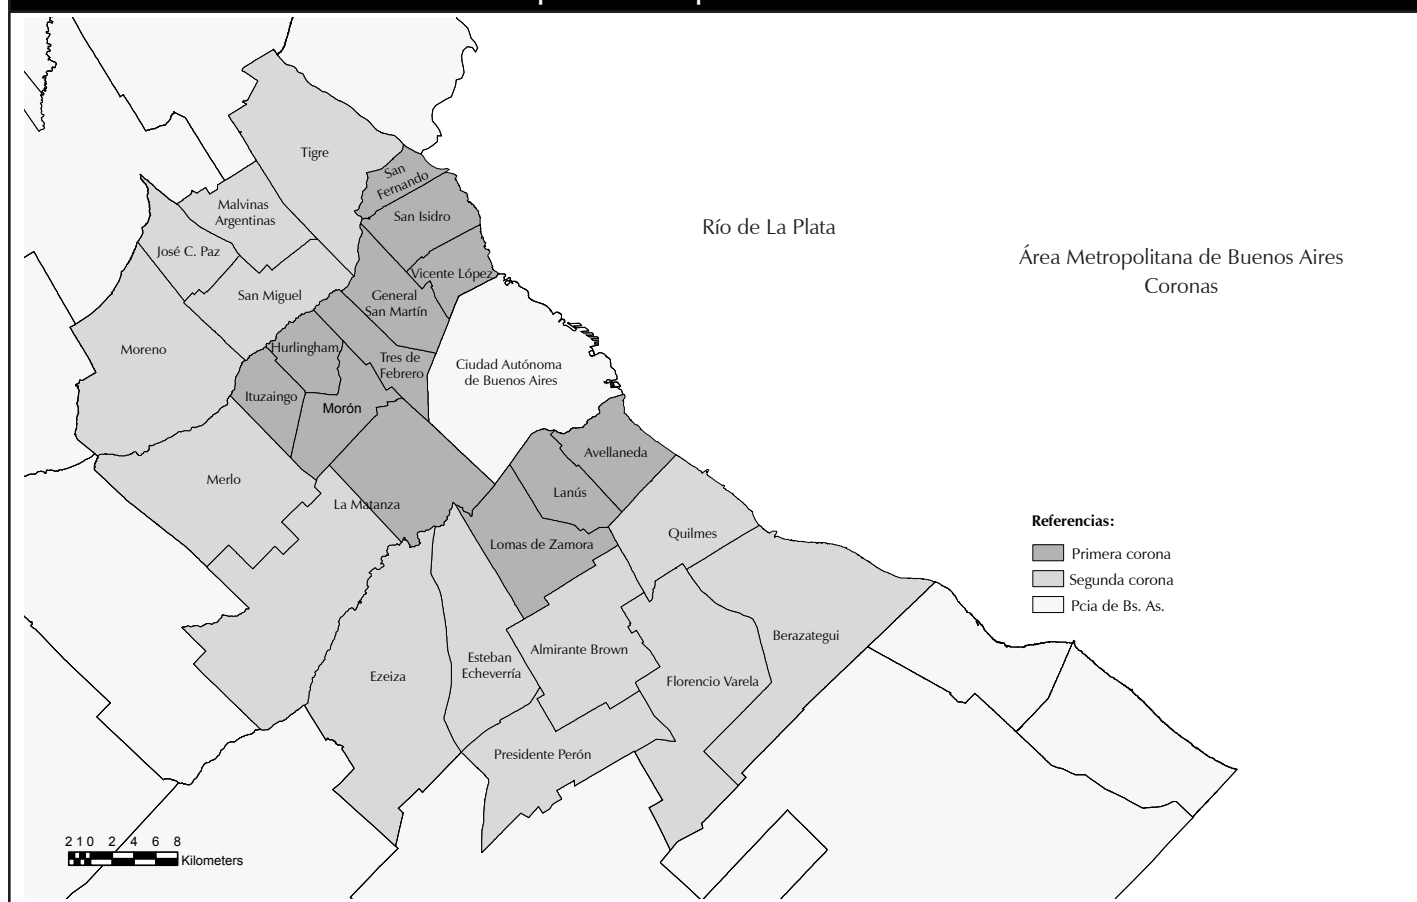 Tigre
San
Fernando
San Isidro
Malvinas
Argentinas
José C. Paz
Vicente López
San Miguel
General
San Martín
Moreno
Hurlingham
Tres de
Febrero
Ciudad Autónoma
de Buenos Aires
Ituzaingo
Morón
Merlo
La Matanza
Avellaneda
Lanús
Lomas de Zamora
Quilmes
Berazategui
Almirante Brown
Esteban
Echeverría
Ezeiza
Florencio Varela
Presidente Perón
Río de La Plata
Área Metropolitana de Buenos Aires
Coronas
Referencias:
Primera corona
Segunda corona
Pcia de Bs. As.
2 1 0 2 4 6 8
Kilometers